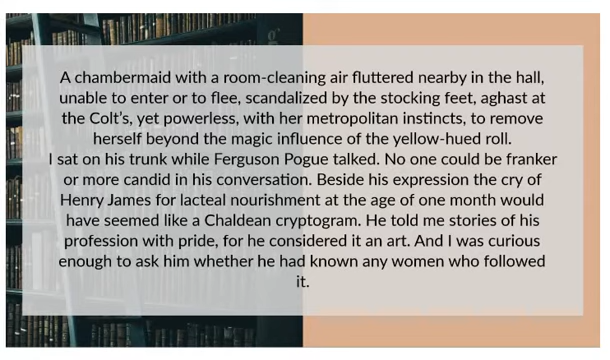 A chambermaid with a room-cleaning air fluttered nearby in the hall,
unable to enter or to flee, scandalized by the stocking feet, aghast at
the Colt's, yet powerless, with her metropolitan instincts, to remove
herself beyond the magic influence of the yellow-hued roll.
I sat on his trunk while Ferguson Pogue talked. No one could be franker
or more candid in his conversation. Beside his expression the cry of
Henry James for lacteal nourishment at the age of one month would
have seemed like a Chaldean cryptogram. He told me stories of his
profession with pride, for he considered it an art. And I was curious
enough to ask him whether he had known any women who followed
it.